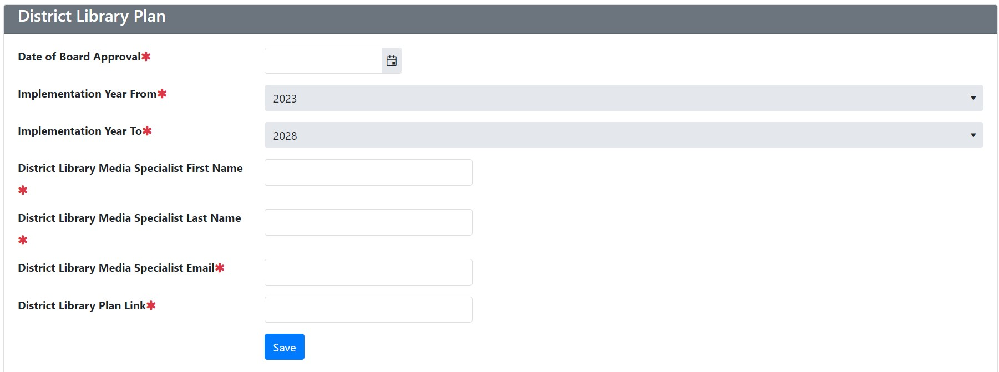 District Library Plan
Date of Board Approval*
Implementation Year From*
2023
Implementation Year To*
2028
District Library Media Specialist First Name
*
District Library Media Specialist Last Name
*
District Library Media Specialist Email*
District Library Plan Link*
Save